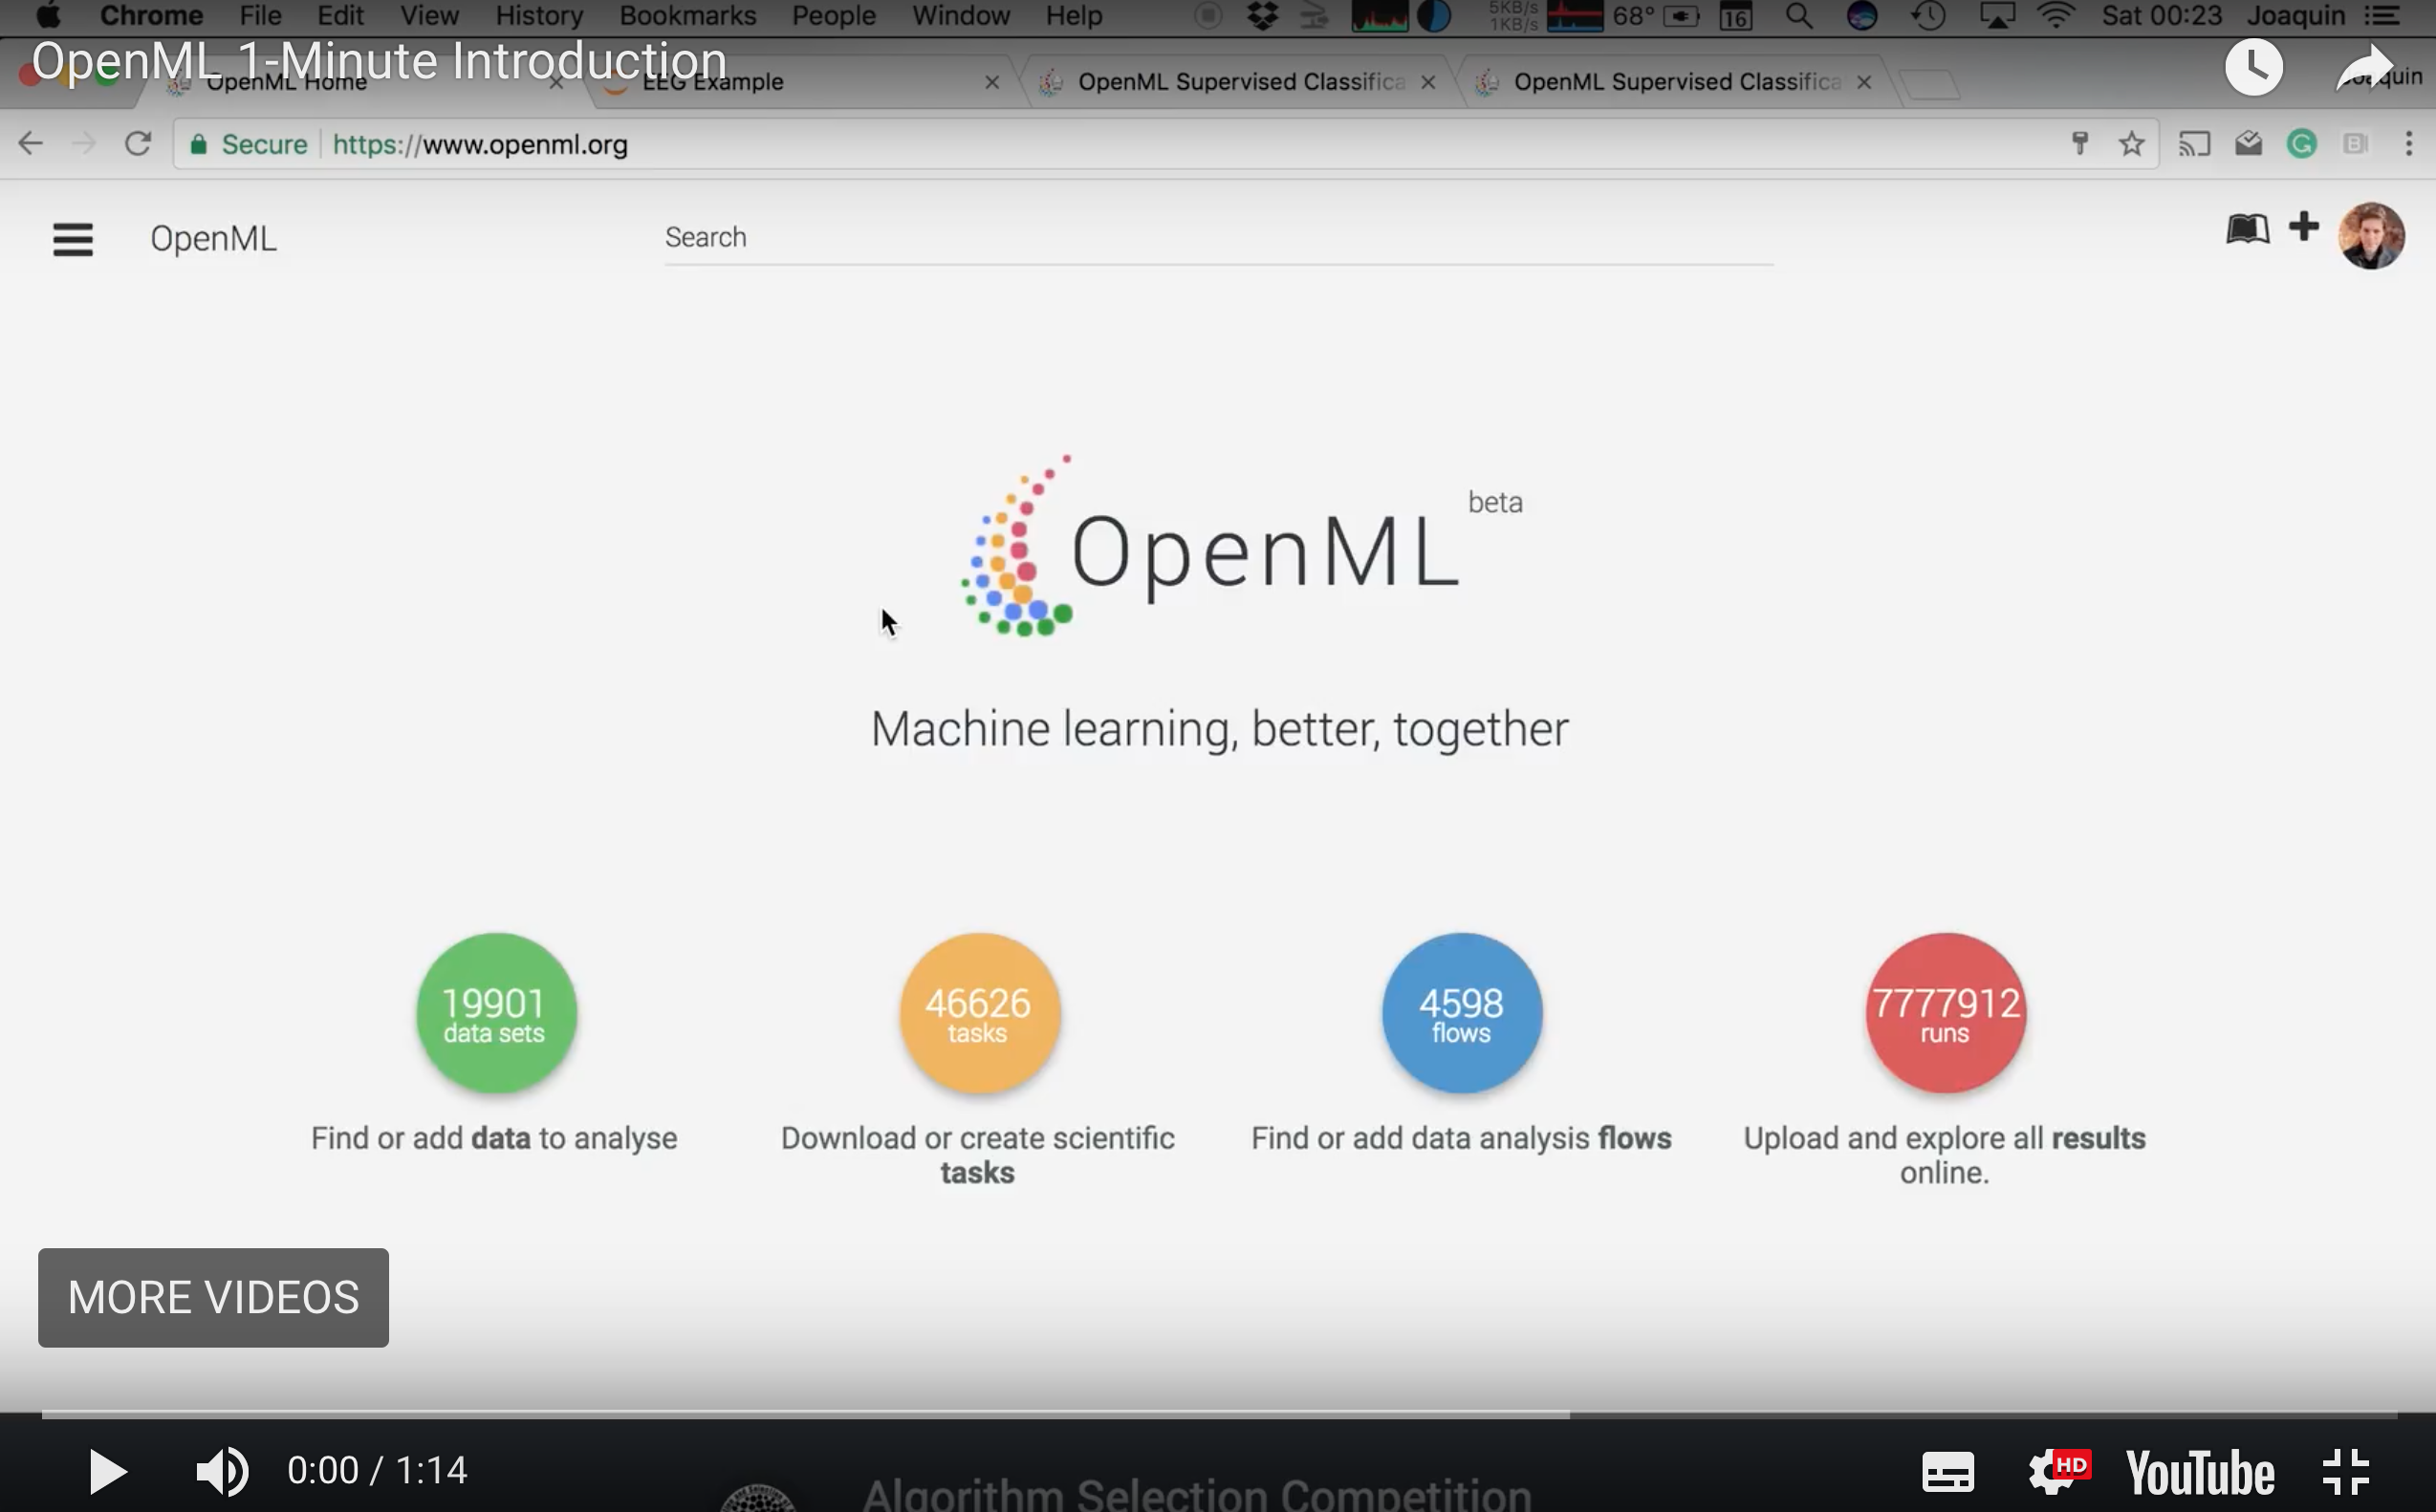 Chrome File Edit View History Bookmarks People Window Help 5KB/s 1KB/s 68° 16 Sat 00:23 Joaquin
OpenML 1-Minute Introduction
OpenML Home EEG Example OpenML Supervised Classifica OpenML Supervised Classifica
Secure https://www.openml.org
OpenML Search
OpenML beta
Machine learning, better, together
19901 46626 4598 7777912
data sets tasks flows runs
Find or add data to analyse Download or create scientific Find or add data analysis flows Upload and explore all results
tasks online.
MORE VIDEOS
0:00 / 1:14 HD YouTube
Algorithm Selection Competition